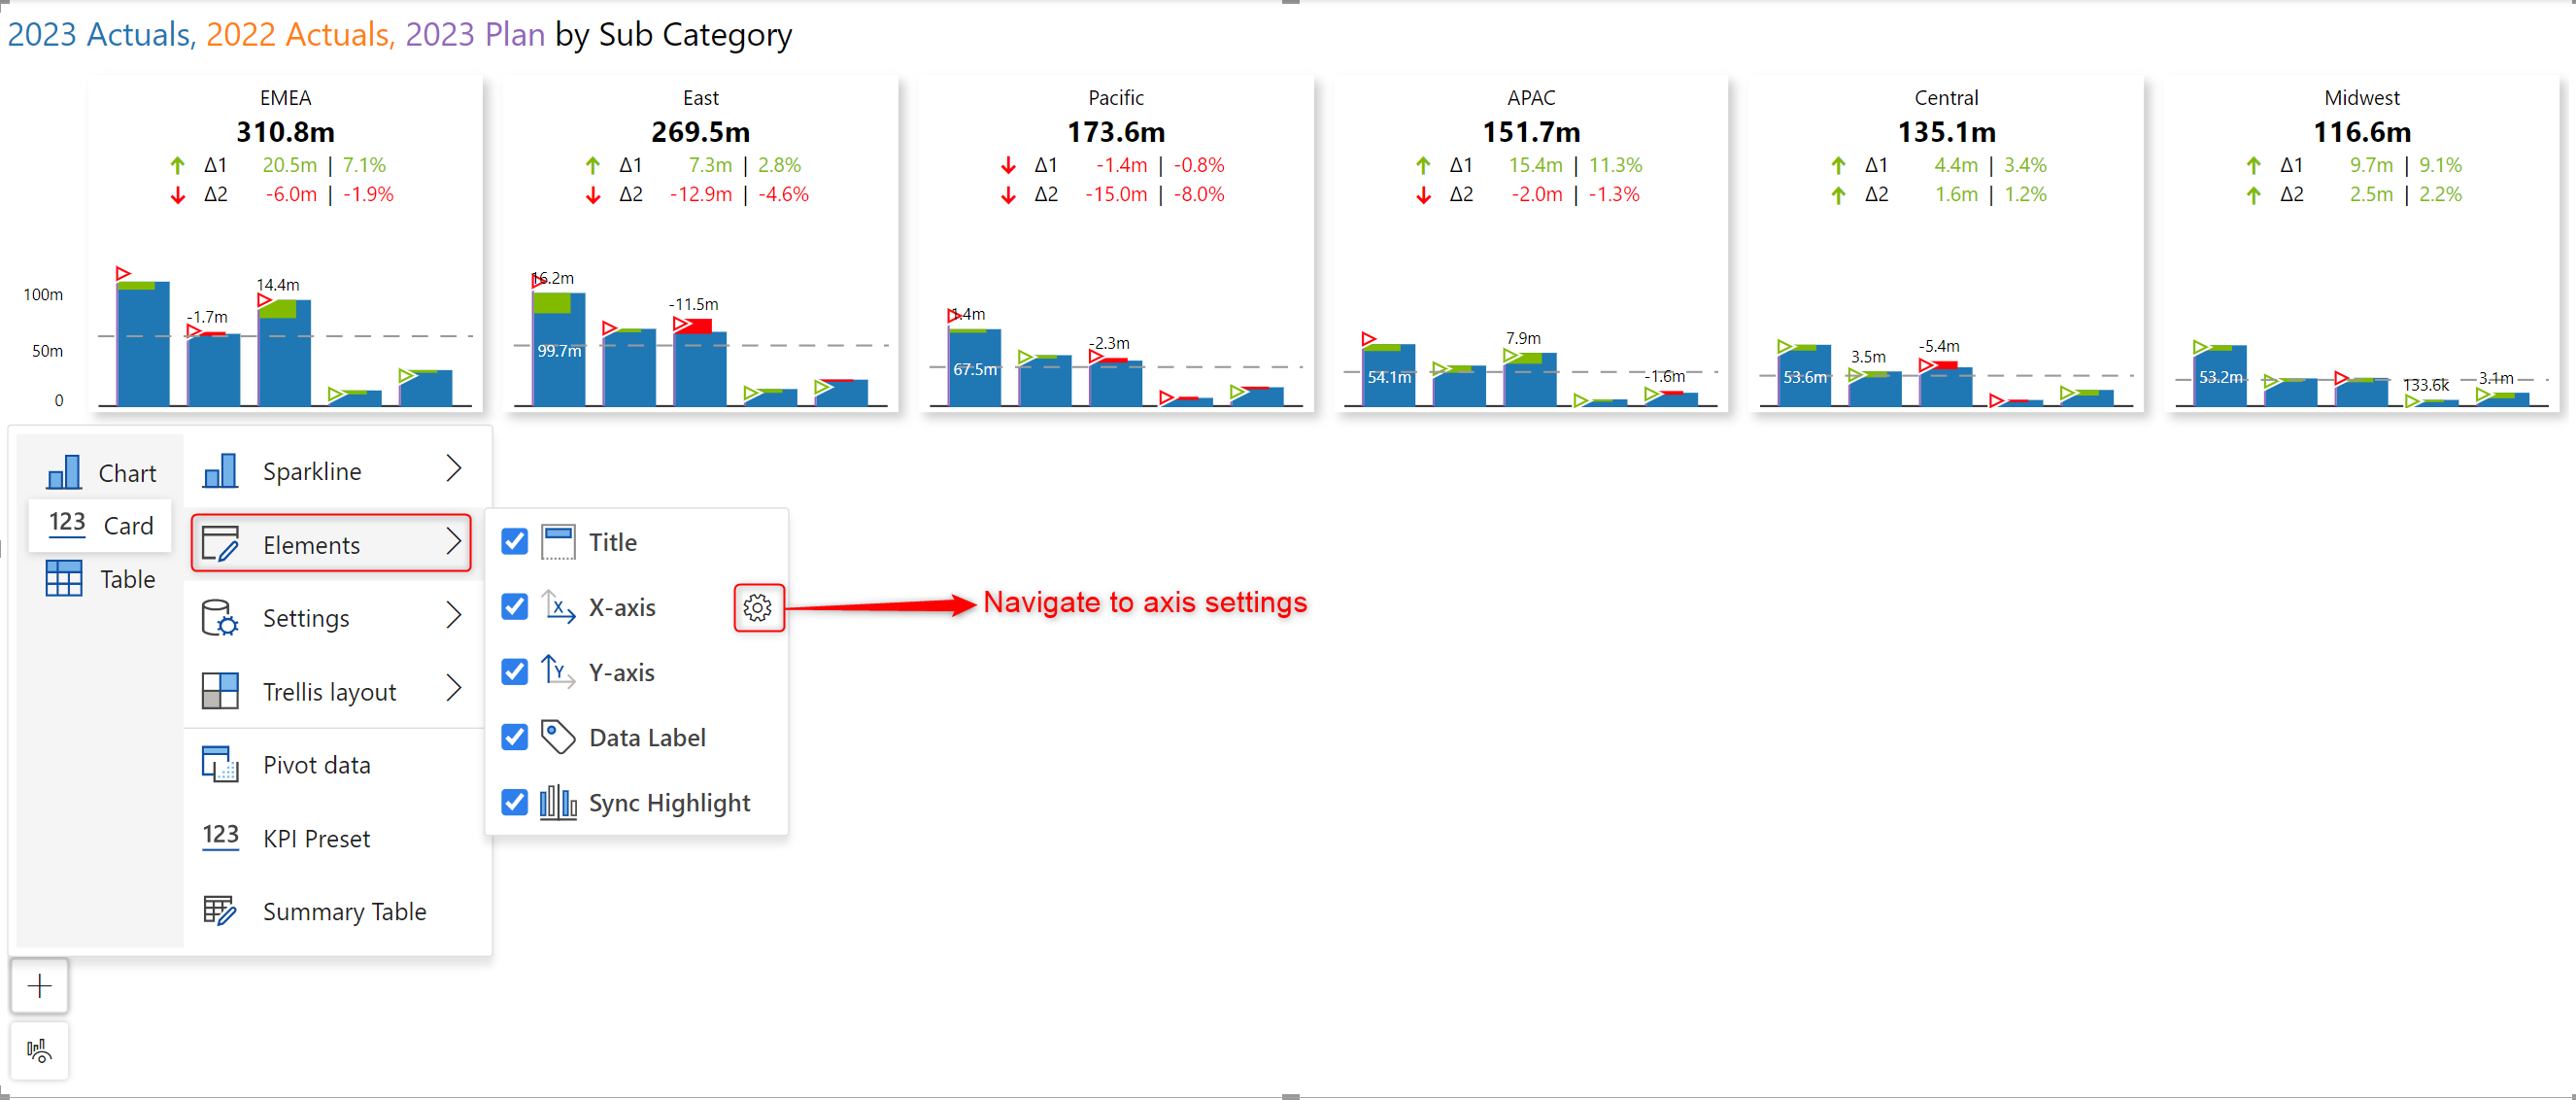 2023 Actuals, 2022 Actuals, 2023 Plan by Sub Category
EMEA
310.8m
Δ1 20.5m | 7.1%
Δ2 -6.0m | -1.9%
East
269.5m
Δ1 7.3m | 2.8%
Δ2 -12.9m | -4.6%
Pacific
173.6m
Δ1 -1.4m | -0.8%
Δ2 -15.0m | -8.0%
APAC
151.7m
Δ1 15.4m | 11.3%
Δ2 -2.0m | -1.3%
Central
135.1m
Δ1 4.4m | 3.4%
Δ2 1.6m | 1.2%
Midwest
116.6m
Δ1 9.7m | 9.1%
Δ2 2.5m | 2.2%
100m
50m
0
-1.7m
14.4m
16.2m
99.7m
-11.5m
1.4m
67.5m
-2.3m
54.1m
7.9m
-1.6m
53.6m
3.5m
-5.4m
53.2m
133.6k
3.1m
Chart
123 Card
Table
Sparkline
Elements
Settings
Trellis layout
Pivot data
123 KPI Preset
Summary Table
Title
X X-axis
Y Y-axis
Data Label
Sync Highlight
Navigate to axis settings